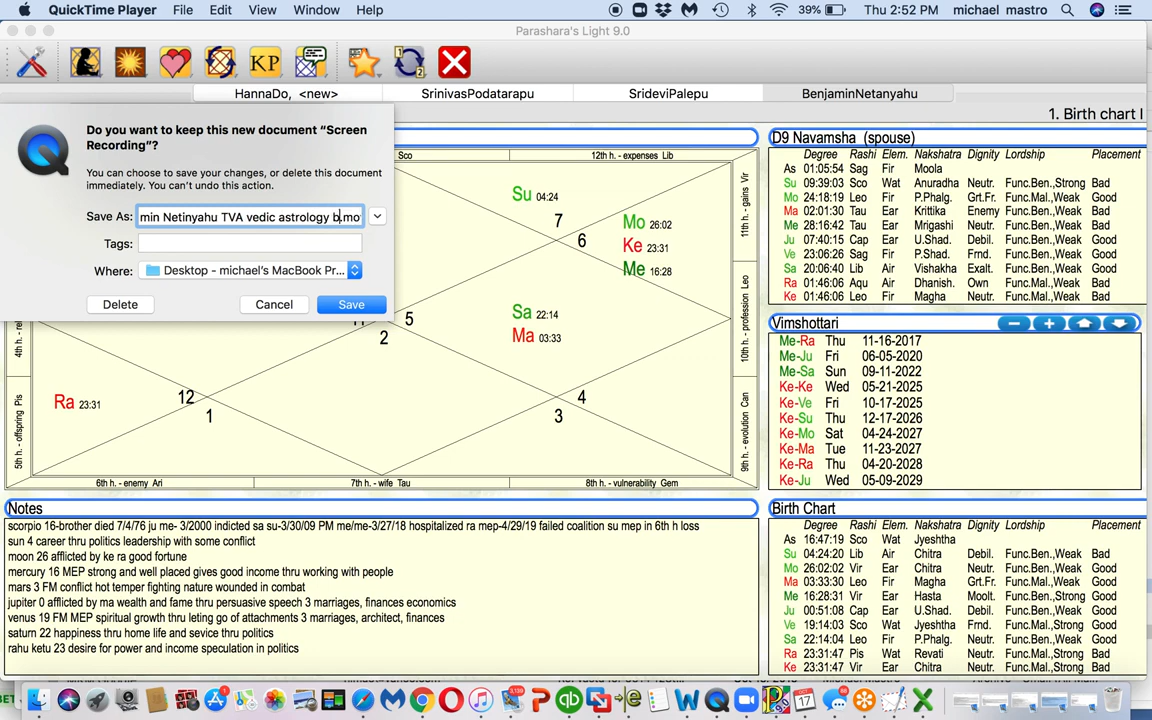 QuickTime Player File Edit View Window Help 39% Thu 2:52 PM michael mastro
Parashara's Light 9.0
KP
HannaDo, <new> SrinivasPodatarapu SrideviPalepu BenjaminNetanyahu
1. Birth chart I
Do you want to keep this new document “Screen
Recording”?
You can choose to save your changes, or delete this document
immediately. You can’t undo this action.
Save As: min Netinyahu TVA vedic astrology b.mov
Tags:
Where: Desktop - michael’s MacBook Pr...
Delete Cancel Save
Sco 12th h. - expenses Lib
11th h. - gains Vir
10th h. - profession Leo
9th h. - evolution Can
5th h. - offspring Pis
6th h. - enemy Ari 7th h. - wife Tau 8th h. - vulnerability Gem
Su 04:24
7
6
Mo 26:02
Ke 23:31
Me 16:28
5
2
Sa 22:14
Ma 03:33
Ra 23:31
12
1
4
3
D9 Navamsha (spouse)
Degree Rashi Elem. Nakshatra Dignity Lordship Placement
As 01:05:54 Sag Fir Moola
Su 09:39:03 Sco Wat Anuradha Neutr. Func.Ben.,Strong Bad
Mo 24:18:19 Sag Fir P.Phalg. Grt.Fr. Func.Mal.,Weak Good
Ma 02:01:30 Tau Ear Krittika Enemy Func.Ben.,Weak Bad
Me 28:16:42 Tau Ear Mrigashi Neutr. Func.Ben.,Weak Bad
Ju 07:40:15 Cap Ear U.Shad. Debil. Func.Ben.,Weak Good
Ve 23:06:26 Sag Fir P.Shad. Frnd. Func.Mal.,Weak Good
Sa 20:06:40 Lib Air Vishakha Exalt. Func.Mal.,Weak Good
Ra 01:46:06 Aqu Air Dhanish. Own Func.Mal.,Weak Bad
Ke 01:46:06 Leo Fir Magha Neutr. Func.Mal.,Weak Good
Vimshottari
Me-Ra Thu 11-16-2017
Me-Ju Fri 06-05-2020
Me-Sa Sun 09-11-2022
Ke-Ke Wed 05-21-2025
Ke-Ve Fri 10-17-2025
Ke-Su Thu 12-17-2026
Ke-Mo Sat 04-24-2027
Ke-Ma Tue 11-23-2027
Ke-Ra Thu 04-20-2028
Ke-Ju Wed 05-09-2029
Notes
scorpio 16-brother died 7/4/76 ju me- 3/2000 indicted sa su-3/30/09 PM me/me-3/27/18 hospitalized ra mep-4/29/19 failed coalition su mep in 6th h loss
sun 4 career thru politics leadership with some conflict
moon 26 afflicted by ke ra good fortune
mercury 16 MEP strong and well placed gives good income thru working with people
mars 3 FM conflict hot temper fighting nature wounded in combat
jupiter 0 afflicted by ma wealth and fame thru persuasive speech 3 marriages, finances economics
venus 19 FM MEP spiritual growth thru leting go of attachments 3 marriages, architect, finances
saturn 22 happiness thru home life and sevice thru politics
rahu ketu 23 desire for power and income speculation in politics
Birth Chart
Degree Rashi Elem. Nakshatra Dignity Lordship Placement
As 16:47:19 Sco Wat Jyeshtha
Su 04:24:20 Lib Air Chitra Debil. Func.Ben.,Weak Bad
Mo 26:02:02 Vir Ear Chitra Neutr. Func.Ben.,Weak Good
Ma 03:33:30 Leo Fir Magha Grt.Fr. Func.Mal.,Weak Good
Me 16:28:31 Vir Ear Hasta Moolt. Func.Ben.,Strong Good
Ju 00:51:08 Cap Ear U.Shad. Debil. Func.Ben.,Weak Good
Ve 19:14:03 Sco Wat Jyeshtha Frnd. Func.Mal.,Strong Good
Sa 22:14:04 Leo Fir P.Phalg. Neutr. Func.Ben.,Weak Good
Ra 23:31:47 Pis Wat Revati Neutr. Func.Mal.,Strong Bad
Ke 23:31:47 Vir Ear Chitra Neutr. Func.Mal.,Strong Good